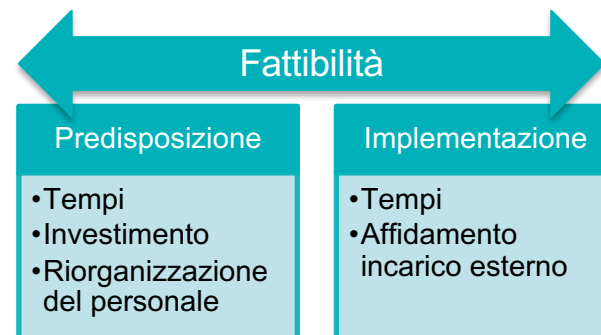 Fattibilità
Predisposizione
•Tempi
•Investimento
•Riorganizzazione
del personale
Implementazione
•Tempi
•Affidamento
incarico esterno